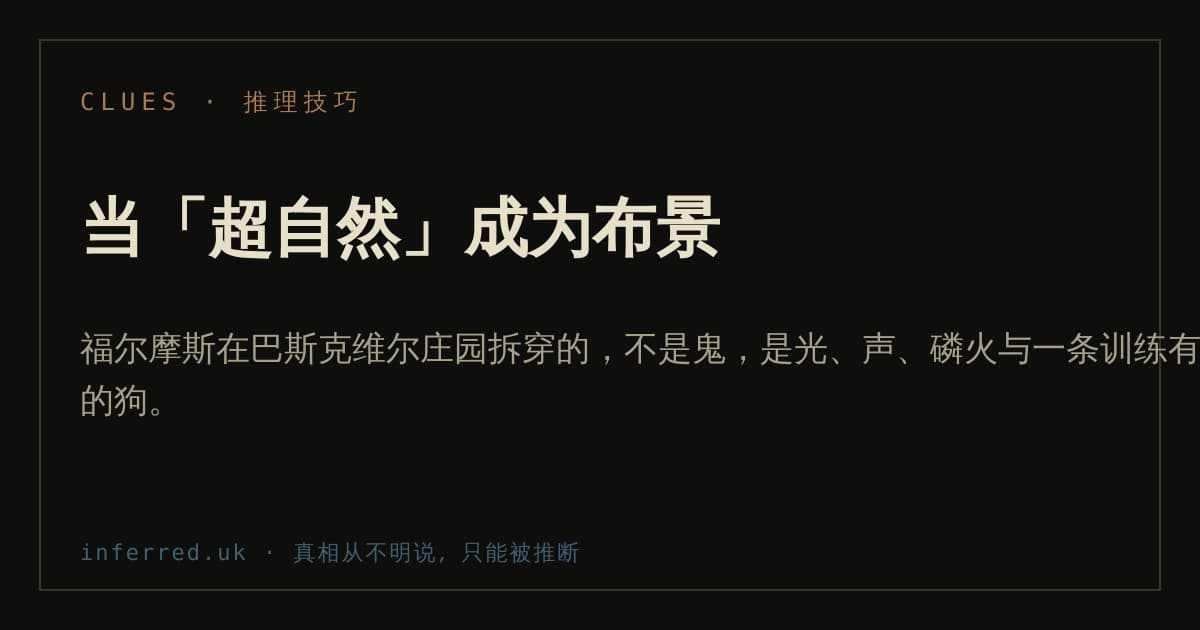 CLUES · 推理技巧
当「超自然」成为布景
福尔摩斯在巴斯克维尔庄园拆穿的，不是鬼，是光、声、磷火与一条训练有
的狗。
inferred.uk · 真相从不明说, 只能被推断